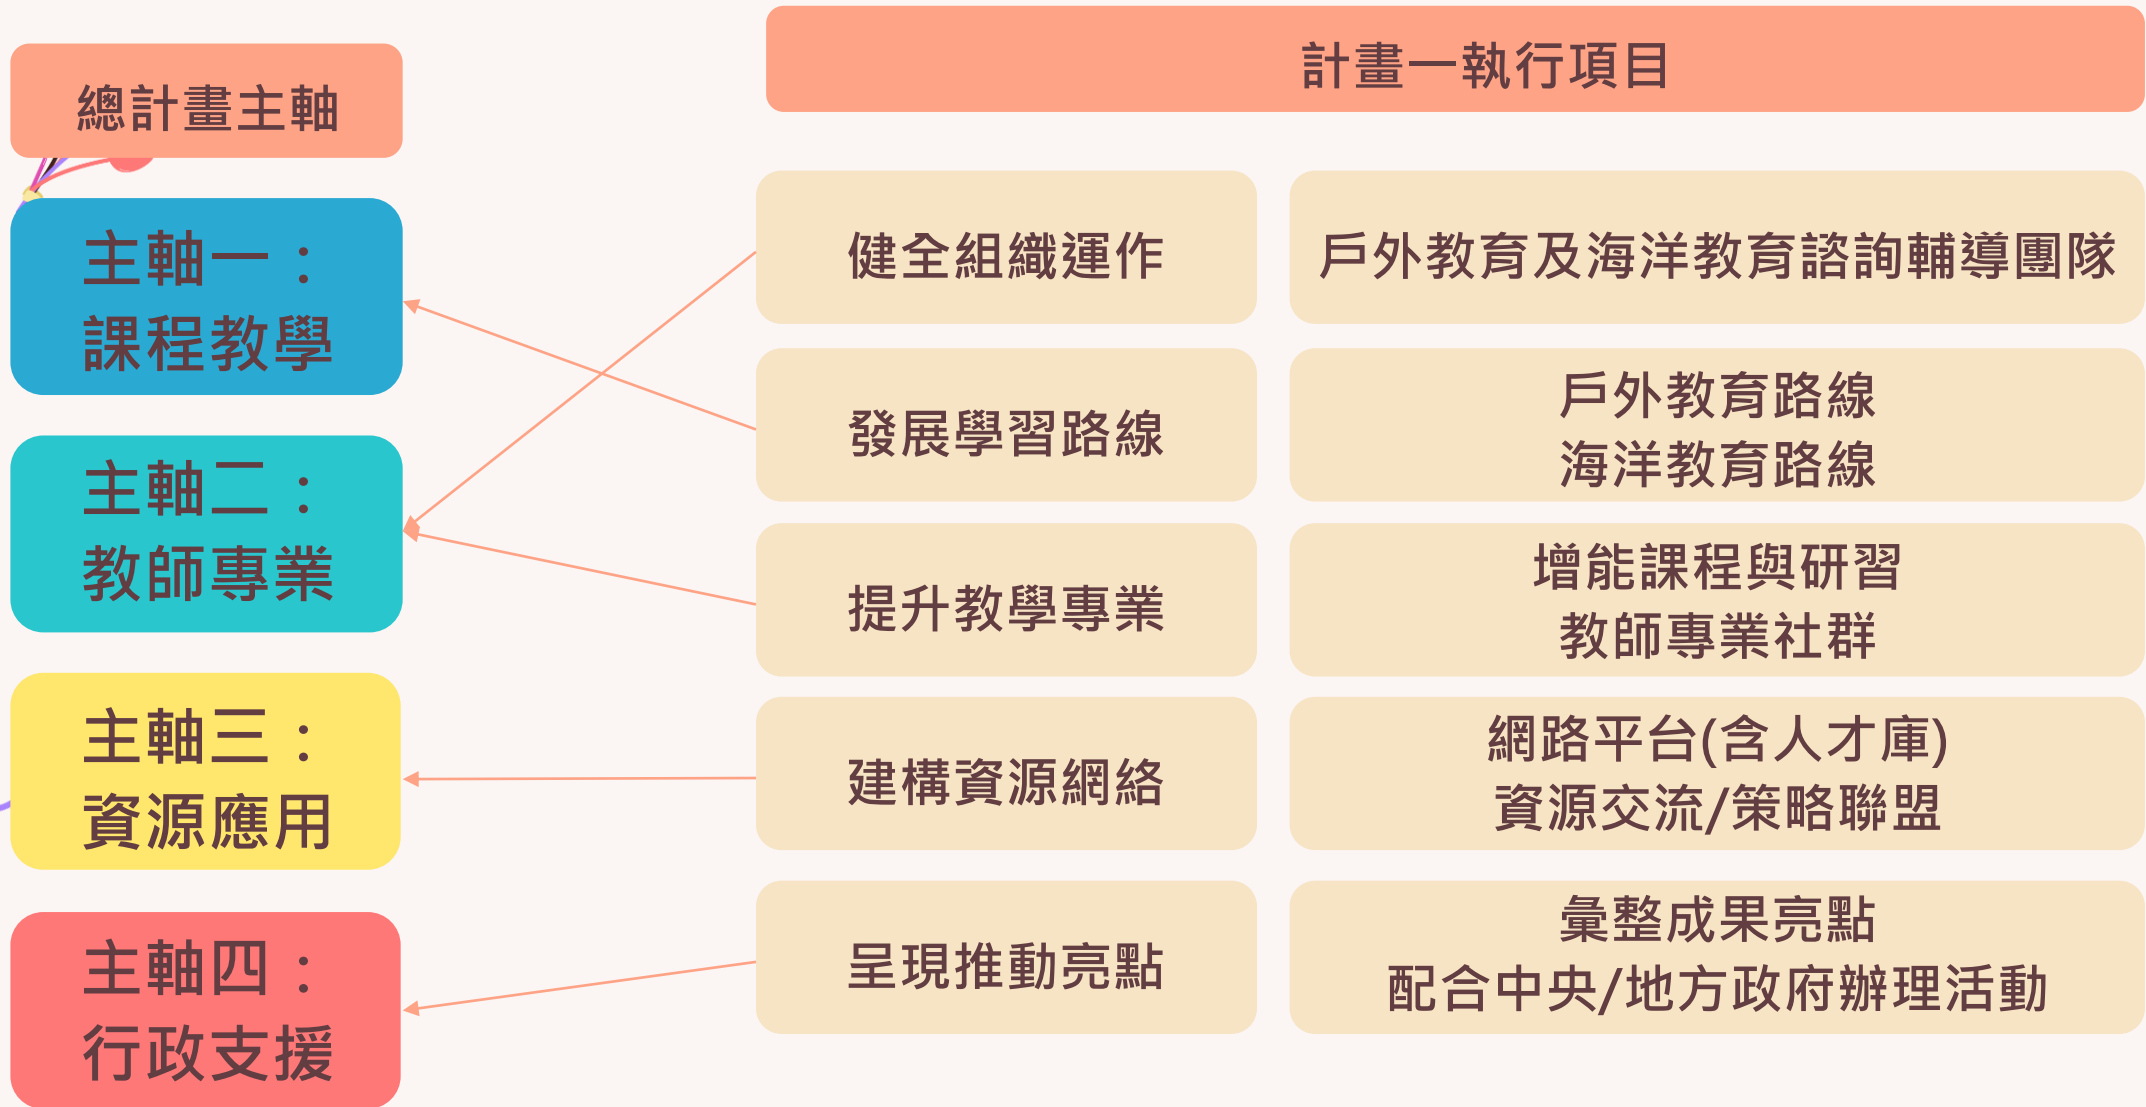 總計畫主軸
主軸一：
課程教學
主軸二：
教師專業
主軸三：
資源應用
主軸四：
行政支援
計畫一執行項目
健全組織運作
戶外教育及海洋教育諮詢輔導團隊
發展學習路線
戶外教育路線
海洋教育路線
提升教學專業
增能課程與研習
教師專業社群
建構資源網絡
網路平台(含人才庫)
資源交流/策略聯盟
呈現推動亮點
彙整成果亮點
配合中央/地方政府辦理活動